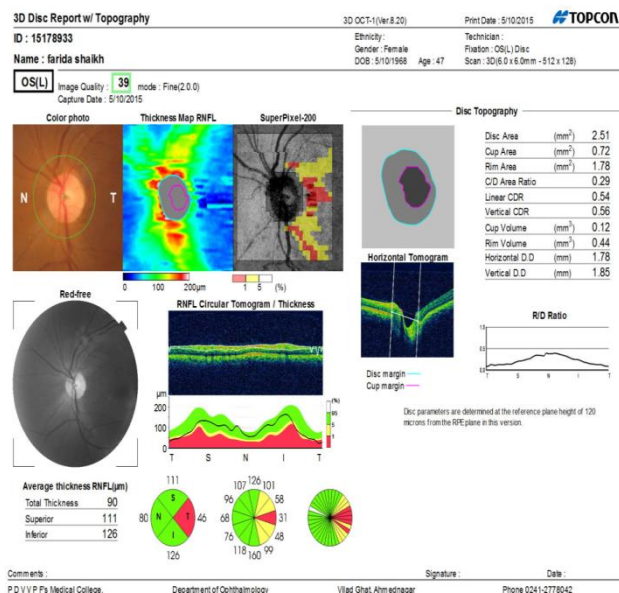 3D Disc Report w/ Topography
3D OCT-1(Ver.8.20)
Print Date : 5/10/2015
TOPCON
ID : 15178933
Ethnicity :
Technician :
Gender : Female
Fixation : OS(L) Disc
Name : farida shaikh
DOB : 5/10/1968 Age : 47
Scan : 3D(6.0 x 6.0mm - 512 x 128)
OS(L)
Image Quality : 39 mode : Fine(2.0.0)
Capture Date : 5/10/2015
Color photo
Thickness Map RNFL
SuperPixel-200
N
T
0 100 200μm
1 5 (%)
Disc Topography
Disc Area (mm²) 2.51
Cup Area (mm²) 0.72
Rim Area (mm²) 1.78
C/D Area Ratio 0.29
Linear CDR 0.54
Vertical CDR 0.56
Cup Volume (mm³) 0.12
Rim Volume (mm³) 0.44
Horizontal D.D (mm) 1.78
Vertical D.D (mm) 1.85
Horizontal Tomogram
Disc margin
Cup margin
R/D Ratio
1.0
0.5
0.0
T S N I T
Disc parameters are determined at the reference plane height of 120
microns from the RPE plane in this version.
Red-free
RNFL Circular Tomogram / Thickness
μm
200
100
0
T S N I T
(%)
95
5
1
Average thickness RNFL(μm)
Total Thickness 90
Superior 111
Inferior 126
111
80
46
126
S
N
T
I
107 126 101
96 58
68 31
76 48
118 160 99
Comments :
Signature :
Date :
P D V V P F's Medical College,
Department of Ophthalmology
Vilad Ghat, Ahmednagar
Phone 0241-2778042